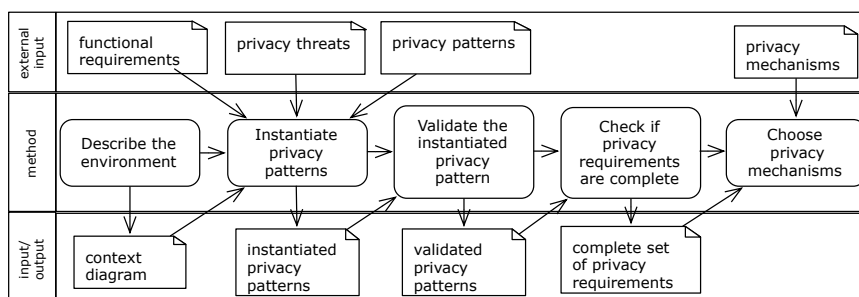 external
input
functional
requirements
privacy threats
privacy patterns
privacy
mechanisms
method
Describe the
environment
Instantiate
privacy
patterns
Validate the
instantiated
privacy
pattern
Check if
privacy
requirements
are complete
Choose
privacy
mechanisms
input/
output
context
diagram
instantiated
privacy
patterns
validated
privacy
patterns
complete set
of privacy
requirements